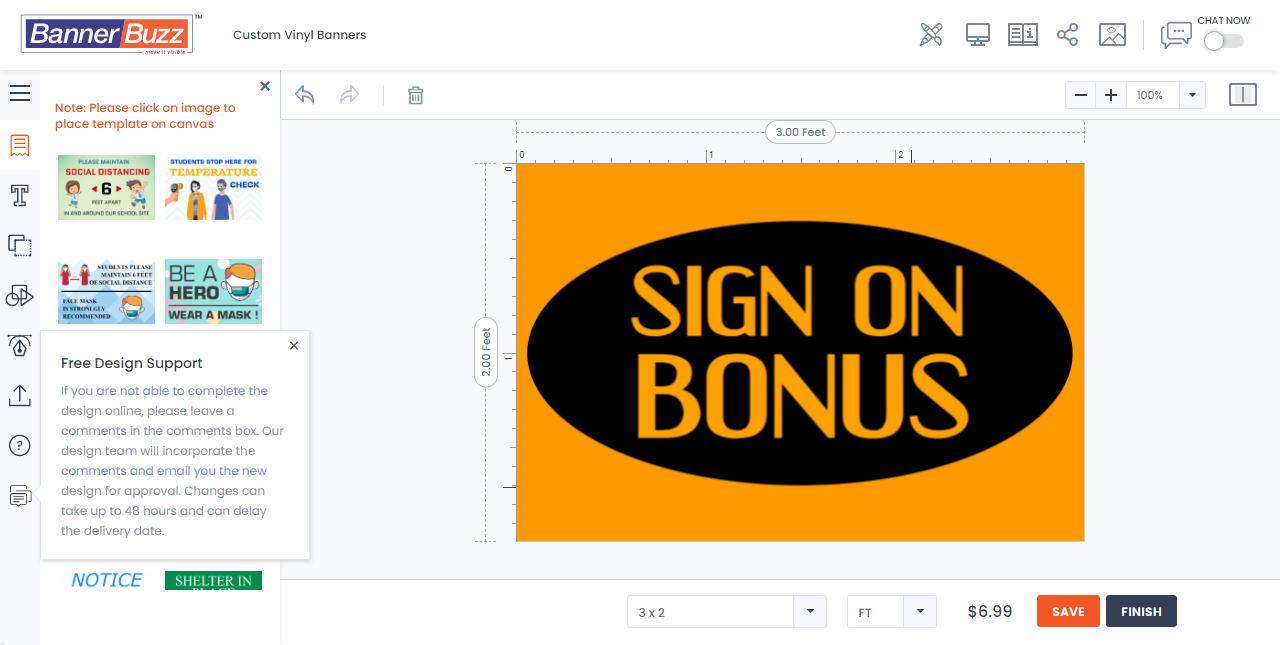 BannerBuzz
™
make it visible
Custom Vinyl Banners
CHAT NOW
Note: Please click on image to
place template on canvas
100%
3.00 Feet
0
1
2
0
1
2.00 Feet
PLEASE MAINTAIN
SOCIAL DISTANCING
6
FEET APART
IN AND AROUND OUR SCHOOL SITE
STUDENTS STOP HERE FOR
TEMPERATURE
CHECK
STUDENTS PLEASE
MAINTAIN 6 FEET
OF SOCIAL DISTANCE
FACE MASK
IS STRONLGLY
RECOMMENDED
BE A
HERO
WEAR A MASK !
SIGN ON
BONUS
Free Design Support
If you are not able to complete the
design online, please leave a
comments in the comments box. Our
design team will incorporate the
comments and email you the new
design for approval. Changes can
take up to 48 hours and can delay
the delivery date.
NOTICE
SHELTER IN
PLACE
3 x 2
FT
$6.99
SAVE
FINISH